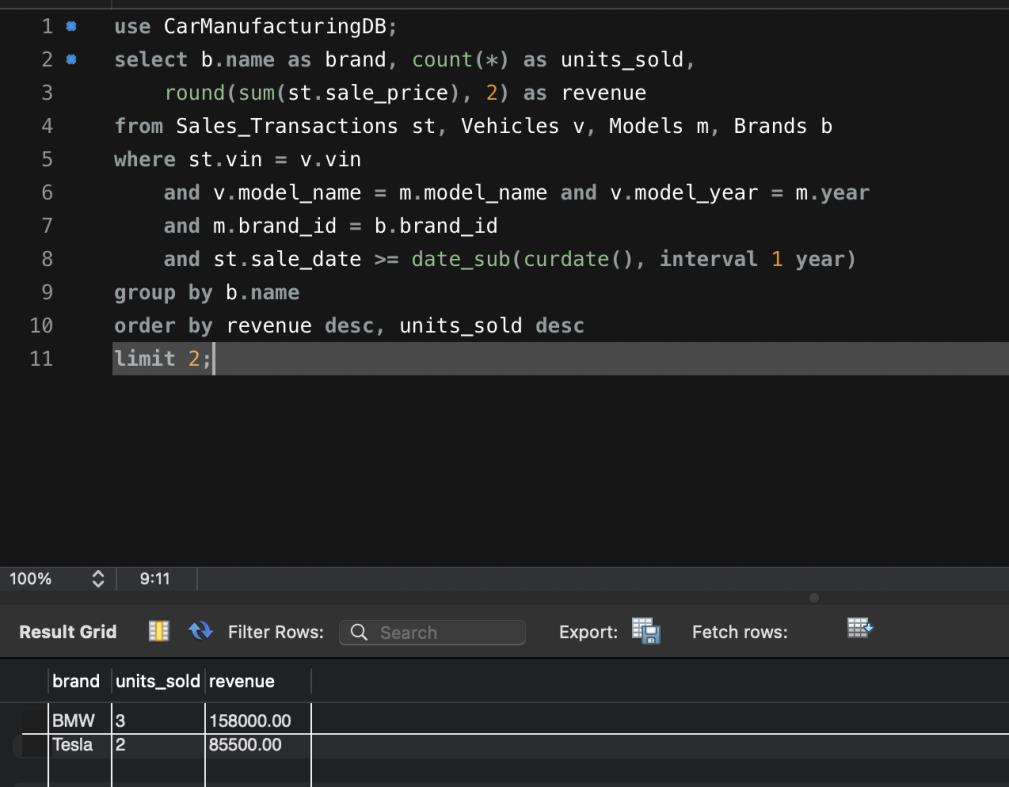 1 use CarManufacturingDB;
2 select b.name as brand, count(*) as units_sold,
3 round(sum(st.sale_price), 2) as revenue
4 from Sales_Transactions st, Vehicles v, Models m, Brands b
5 where st.vin = v.vin
6 and v.model_name = m.model_name and v.model_year = m.year
7 and m.brand_id = b.brand_id
8 and st.sale_date >= date_sub(curdate(), interval 1 year)
9 group by b.name
10 order by revenue desc, units_sold desc
11 limit 2;
100% 9:11
Result Grid Filter Rows: Search Export: Fetch rows:
brand units_sold revenue
BMW 3 158000.00
Tesla 2 85500.00